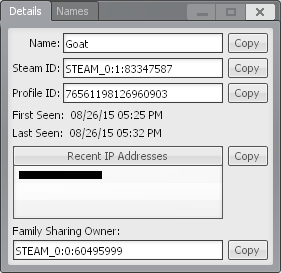 Details Names
Name: Goat Copy
Steam ID: STEAM_0:1:83347587 Copy
Profile ID: 76561198126960903 Copy
First Seen: 08/26/15 05:25 PM
Last Seen: 08/26/15 05:32 PM
Recent IP Addresses Copy
Family Sharing Owner:
STEAM_0:0:60495999 Copy